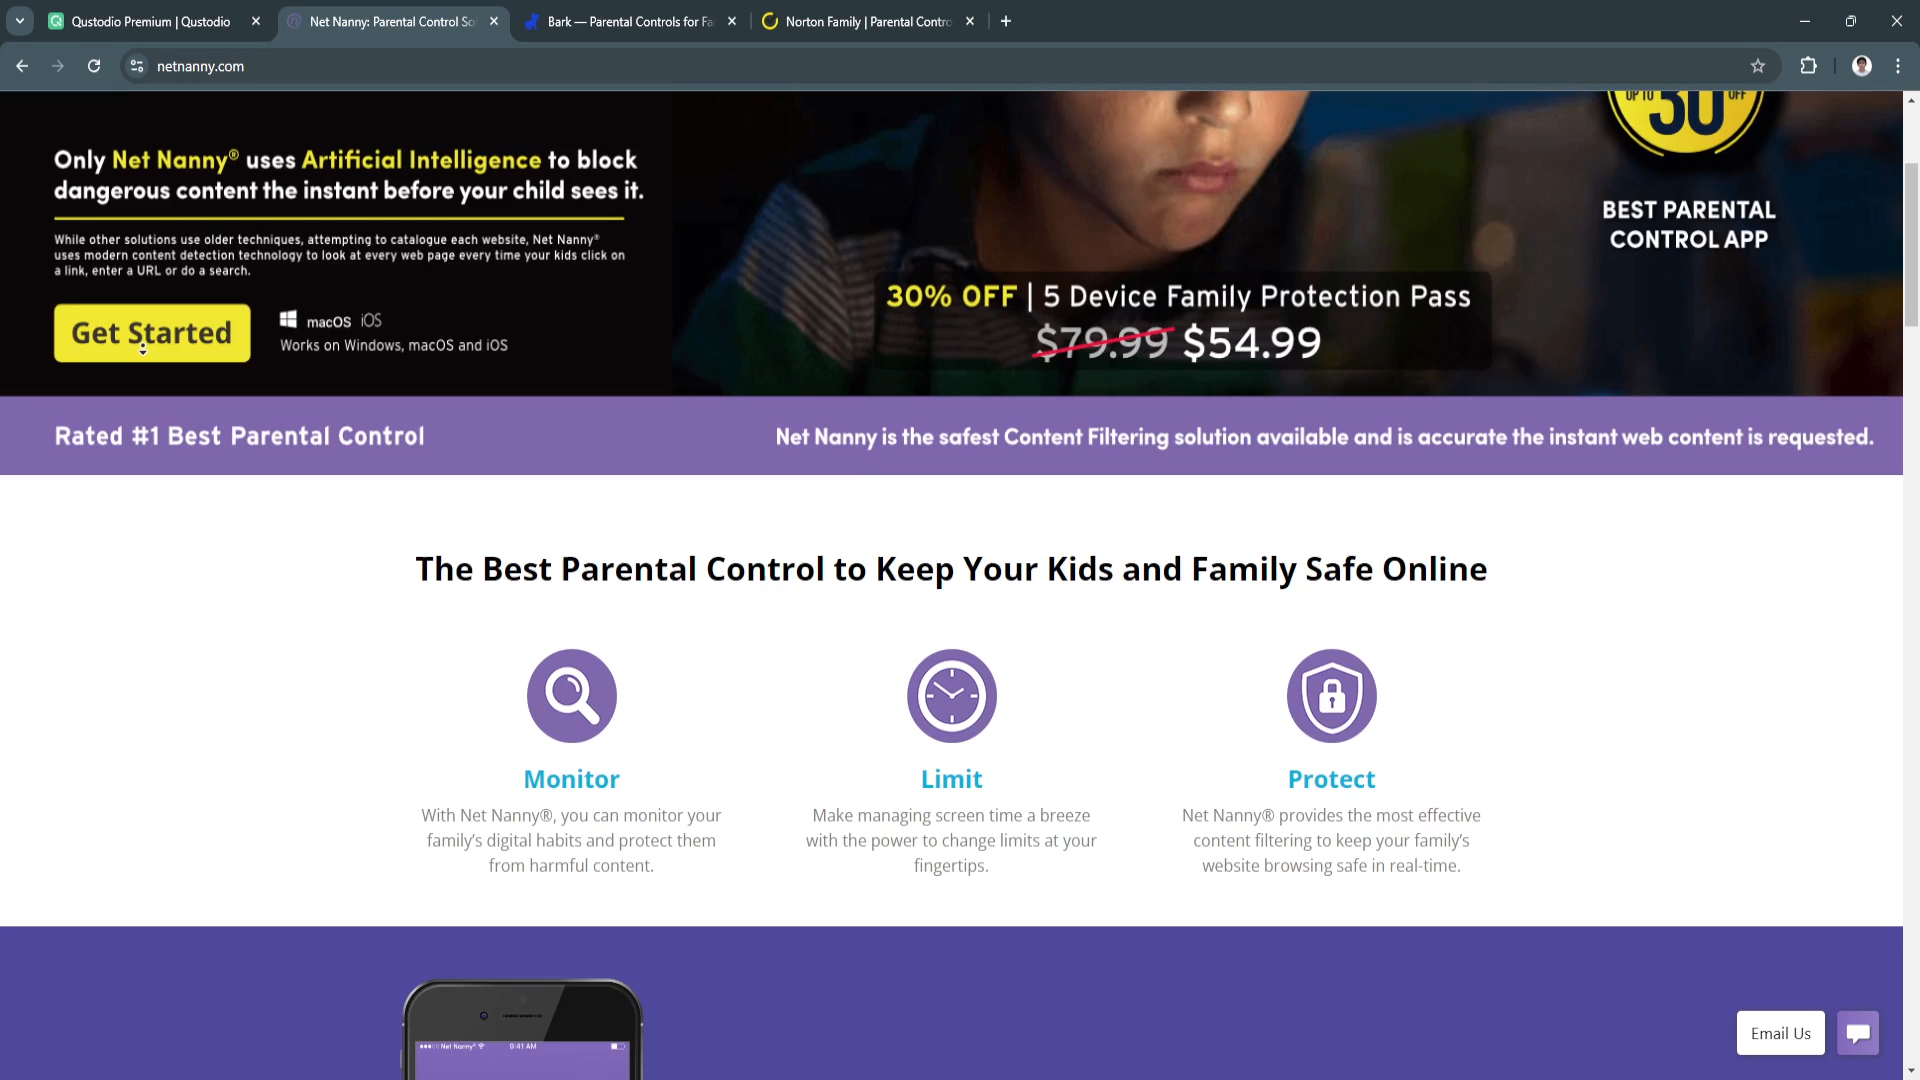 Qustodio Premium | Qustodio
Net Nanny: Parental Control So
Bark — Parental Controls for Fa
Norton Family | Parental Contro
netnanny.com
UP TO 30 OFF
BEST PARENTAL
CONTROL APP
Only Net Nanny® uses Artificial Intelligence to block
dangerous content the instant before your child sees it.
While other solutions use older techniques, attempting to catalogue each website, Net Nanny®
uses modern content detection technology to look at every web page every time your kids click on
a link, enter a URL or do a search.
Get Started
macOS iOS
Works on Windows, macOS and iOS
30% OFF | 5 Device Family Protection Pass
$79.99 $54.99
Rated #1 Best Parental Control
Net Nanny is the safest Content Filtering solution available and is accurate the instant web content is requested.
The Best Parental Control to Keep Your Kids and Family Safe Online
Monitor
With Net Nanny®, you can monitor your
family’s digital habits and protect them
from harmful content.
Limit
Make managing screen time a breeze
with the power to change limits at your
fingertips.
Protect
Net Nanny® provides the most effective
content filtering to keep your family’s
website browsing safe in real-time.
Net Nanny® 9:41 AM
Email Us